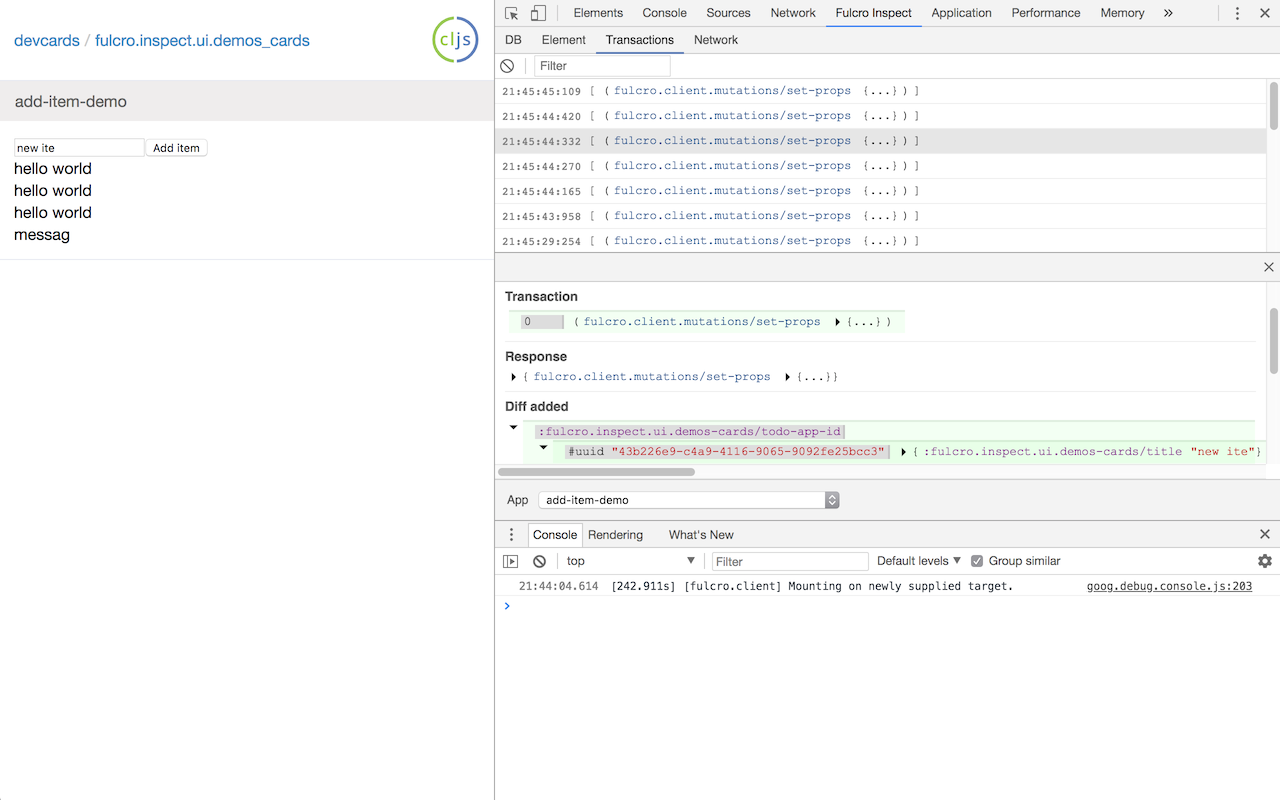 devcards / fulcro.inspect.ui.demos_cards
cljs
add-item-demo
new ite Add item
hello world
hello world
hello world
messag
Elements Console Sources Network Fulcro Inspect Application Performance Memory »
DB Element Transactions Network
Filter
21:45:45:109 [ ( fulcro.client.mutations/set-props {...} ) ]
21:45:44:420 [ ( fulcro.client.mutations/set-props {...} ) ]
21:45:44:332 [ ( fulcro.client.mutations/set-props {...} ) ]
21:45:44:270 [ ( fulcro.client.mutations/set-props {...} ) ]
21:45:44:165 [ ( fulcro.client.mutations/set-props {...} ) ]
21:45:43:958 [ ( fulcro.client.mutations/set-props {...} ) ]
21:45:29:254 [ ( fulcro.client.mutations/set-props {...} ) ]
Transaction
0 ( fulcro.client.mutations/set-props {...} )
Response
{ fulcro.client.mutations/set-props {...}}
Diff added
:fulcro.inspect.ui.demos-cards/todo-app-id
#uuid "43b226e9-c4a9-4116-9065-9092fe25bcc3" { :fulcro.inspect.ui.demos-cards/title "new ite"}
App add-item-demo
Console Rendering What's New
top Filter Default levels Group similar
21:44:04.614 [242.911s] [fulcro.client] Mounting on newly supplied target. goog.debug.console.js:203